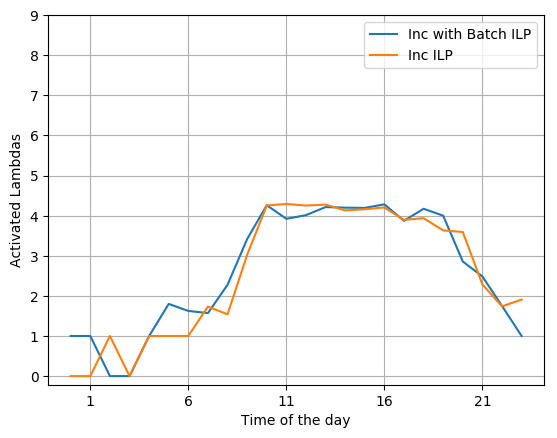 9
8
7
6
5
4
3
2
1
0
Activated Lambdas
Inc with Batch ILP
Inc ILP
1 6 11 16 21
Time of the day